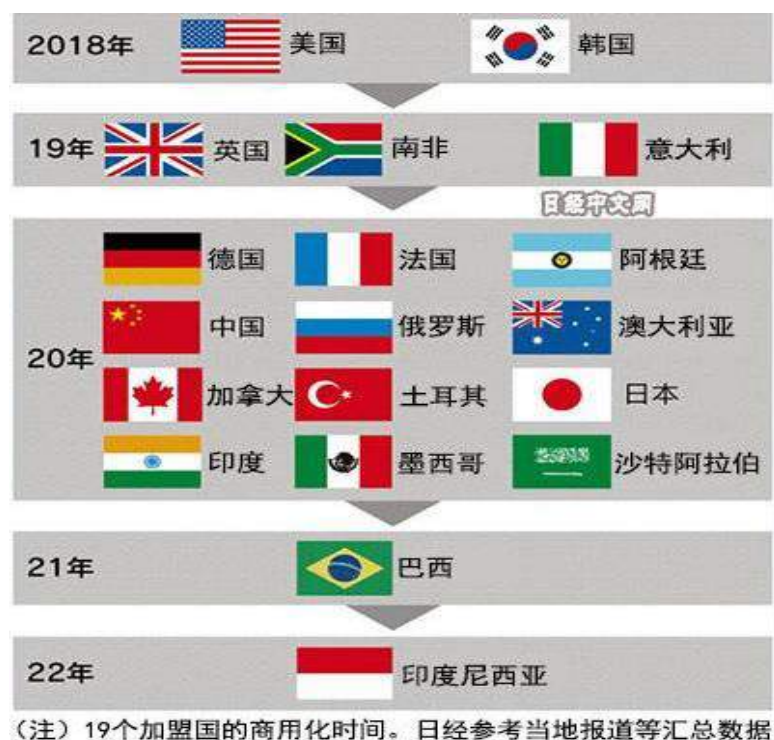 2018年 美国 韩国
19年 英国 南非 意大利
日经中文网
德国 法国 阿根廷
中国 俄罗斯 澳大利亚
20年
加拿大 土耳其 日本
印度 墨西哥 沙特阿拉伯
21年 巴西
22年 印度尼西亚
（注）19个加盟国的商用化时间。日经参考当地报道等汇总数据